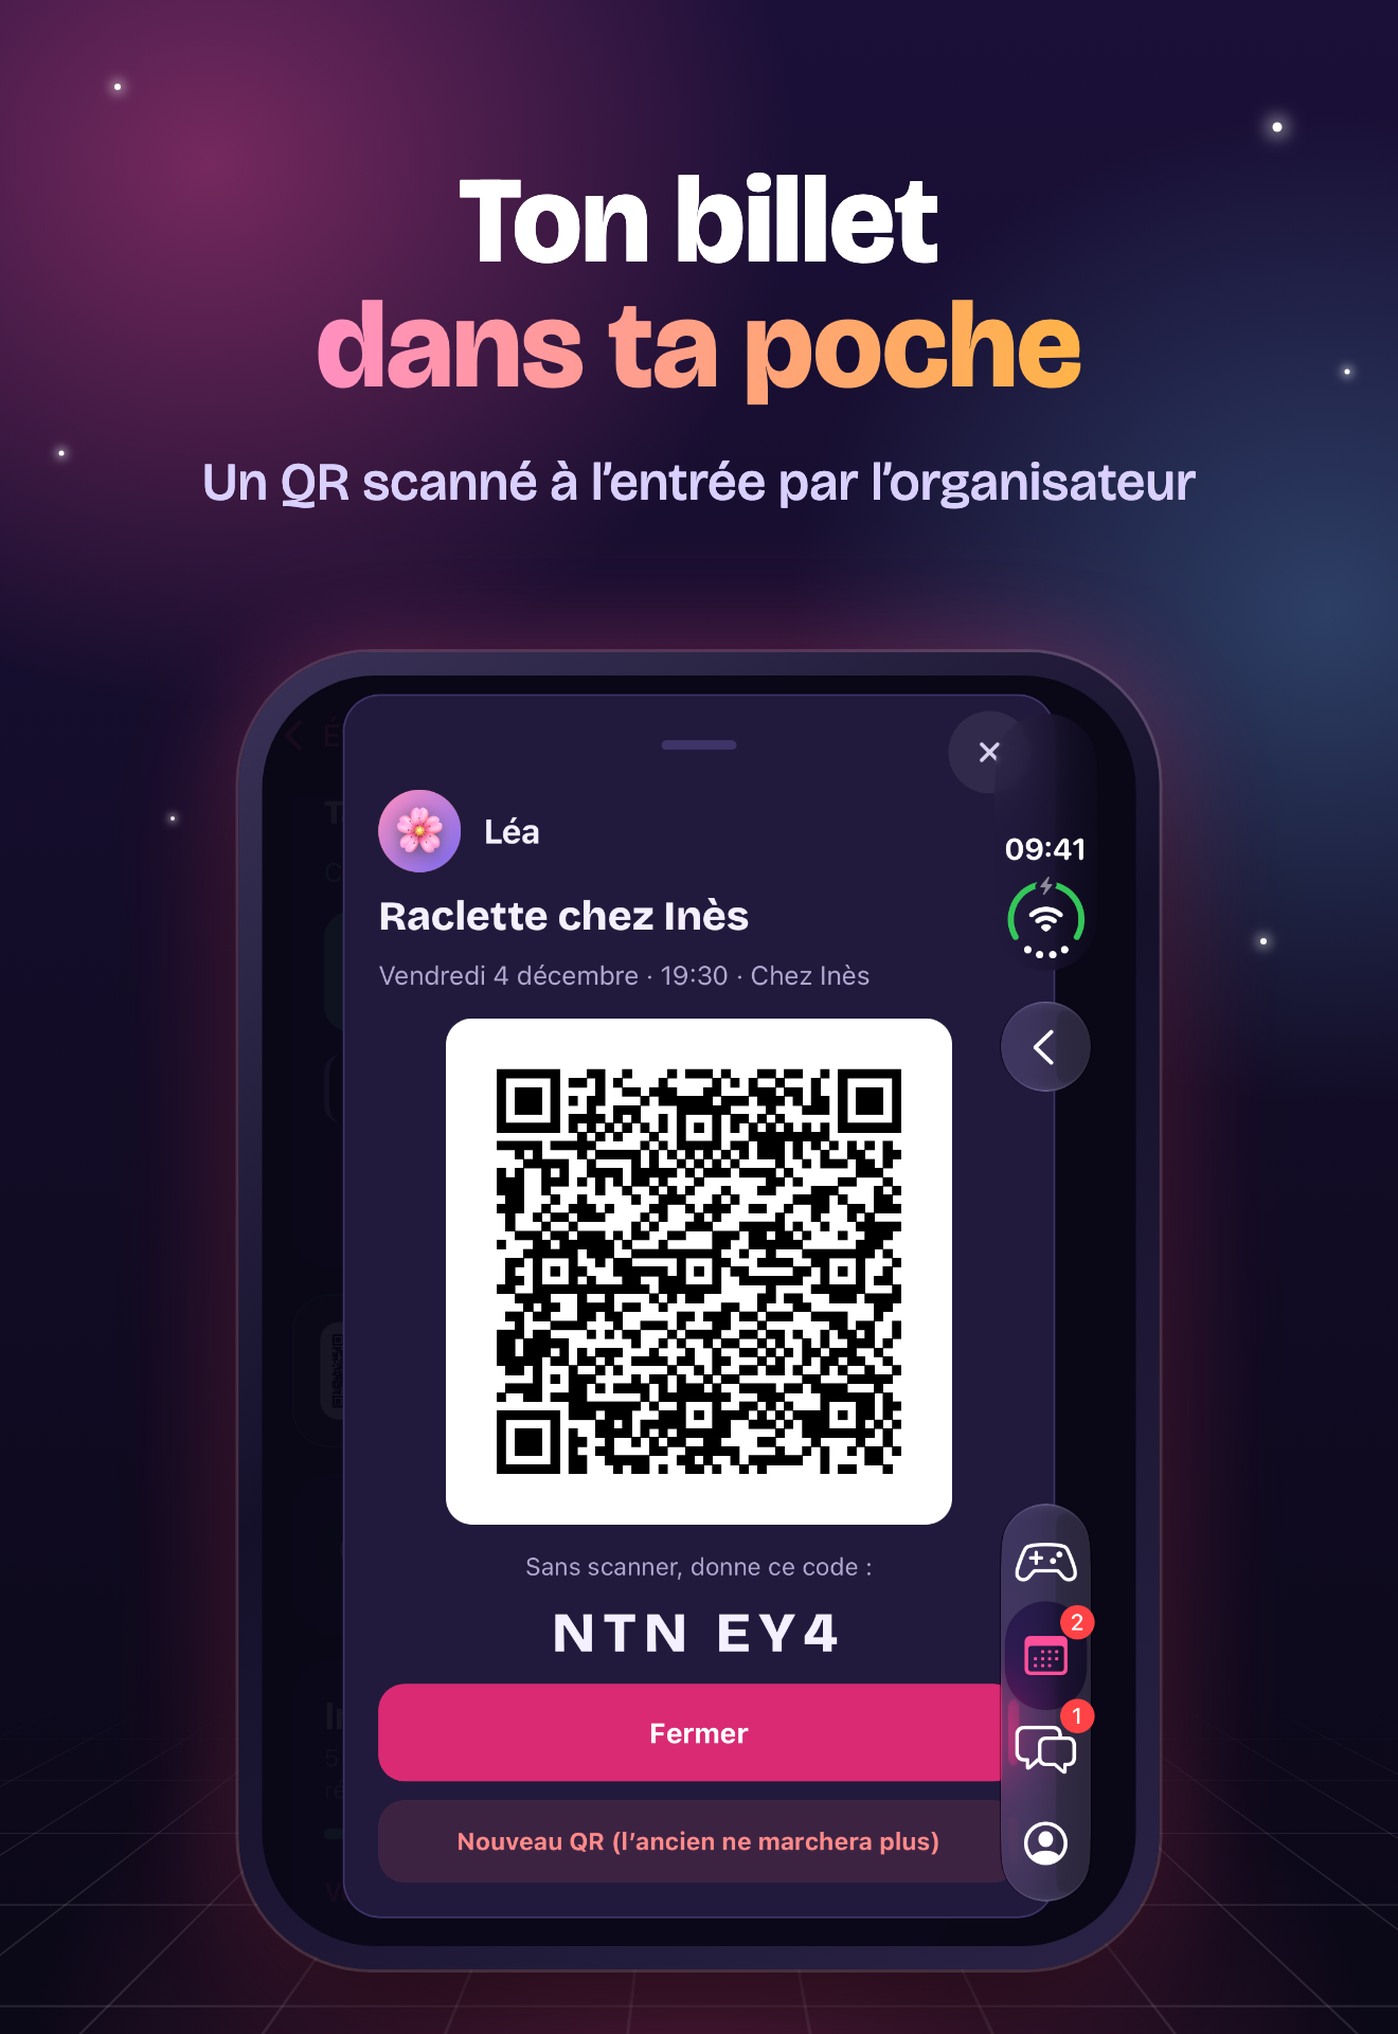 Ton billet
dans ta poche
Un QR scanné à l'entrée par l'organisateur
Léa
09:41
Raclette chez Inès
Vendredi 4 décembre · 19:30 · Chez Inès
Sans scanner, donne ce code :
NTN EY4
2
Fermer
1
Nouveau QR (l'ancien ne marchera plus)